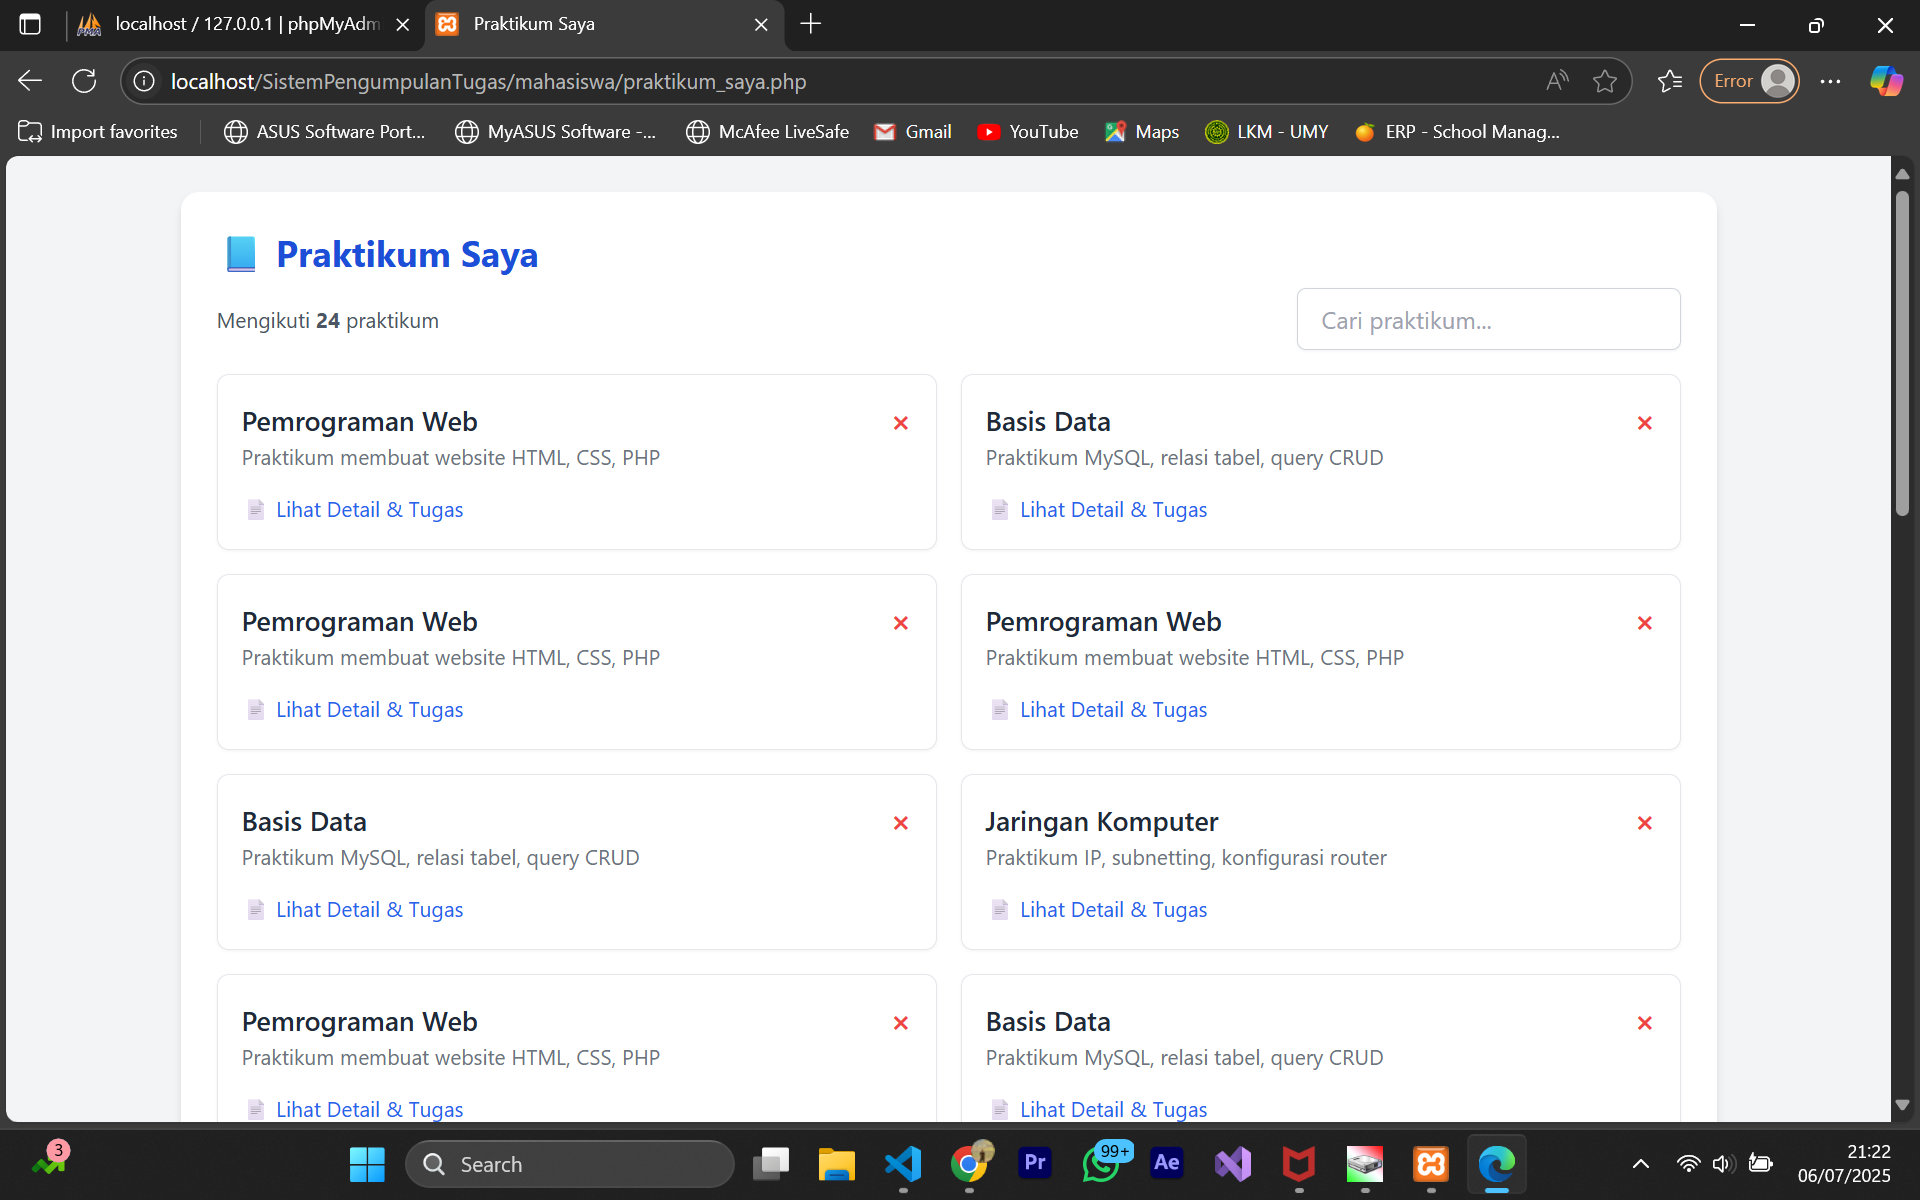 localhost / 127.0.0.1 | phpMyAdm
Praktikum Saya
localhost/SistemPengumpulanTugas/mahasiswa/praktikum_saya.php
Error
Import favorites
ASUS Software Port...
MyASUS Software -...
McAfee LiveSafe
Gmail
YouTube
Maps
LKM - UMY
ERP - School Manag...
Praktikum Saya
Mengikuti 24 praktikum
Cari praktikum...
Pemrograman Web
Praktikum membuat website HTML, CSS, PHP
Lihat Detail & Tugas
Basis Data
Praktikum MySQL, relasi tabel, query CRUD
Lihat Detail & Tugas
Pemrograman Web
Praktikum membuat website HTML, CSS, PHP
Lihat Detail & Tugas
Pemrograman Web
Praktikum membuat website HTML, CSS, PHP
Lihat Detail & Tugas
Basis Data
Praktikum MySQL, relasi tabel, query CRUD
Lihat Detail & Tugas
Jaringan Komputer
Praktikum IP, subnetting, konfigurasi router
Lihat Detail & Tugas
Pemrograman Web
Praktikum membuat website HTML, CSS, PHP
Lihat Detail & Tugas
Basis Data
Praktikum MySQL, relasi tabel, query CRUD
Lihat Detail & Tugas
3
Search
Pr
99+
Ae
21:22
06/07/2025